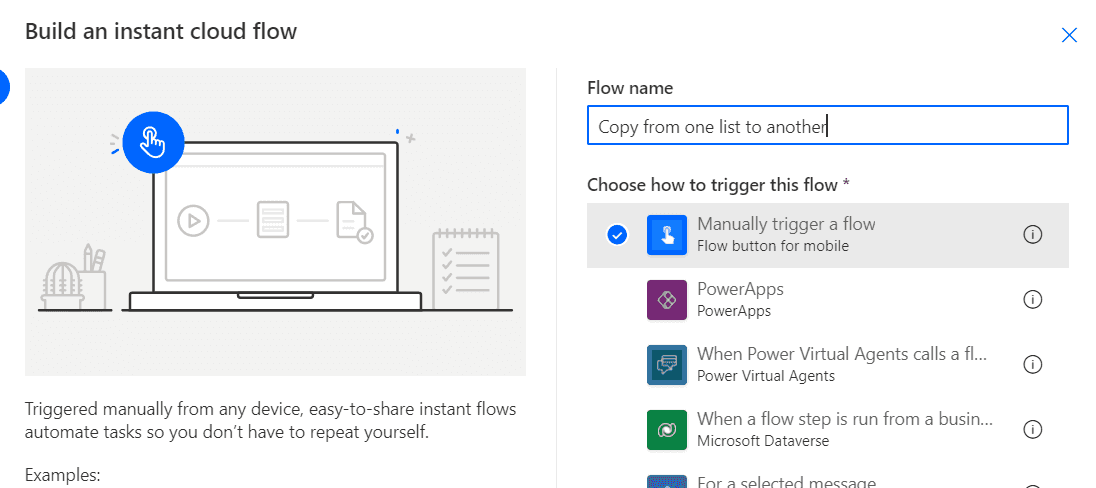 Build an instant cloud flow
Flow name
Copy from one list to another
Choose how to trigger this flow *
Manually trigger a flow
Flow button for mobile
PowerApps
PowerApps
When Power Virtual Agents calls a fl...
Power Virtual Agents
When a flow step is run from a busin...
Microsoft Dataverse
For a selected message
Triggered manually from any device, easy-to-share instant flows
automate tasks so you don't have to repeat yourself.
Examples: